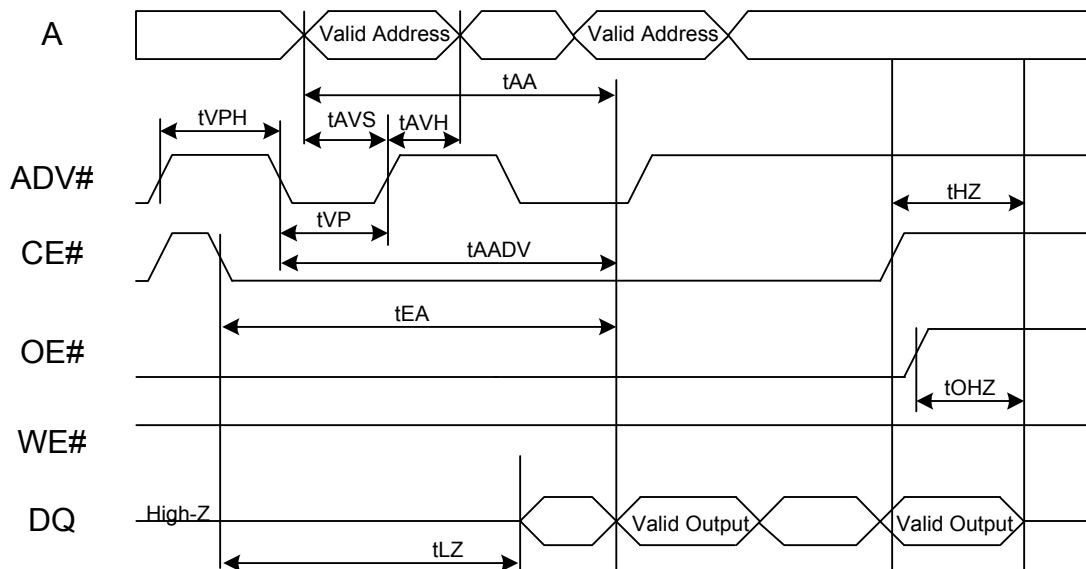 A
Valid Address
Valid Address
tAA
tVPH
tAVS
tAVH
ADV#
tVP
tHZ
CE#
tAADV
tEA
OE#
tOHZ
WE#
DQ
High-Z
Valid Output
Valid Output
tLZ